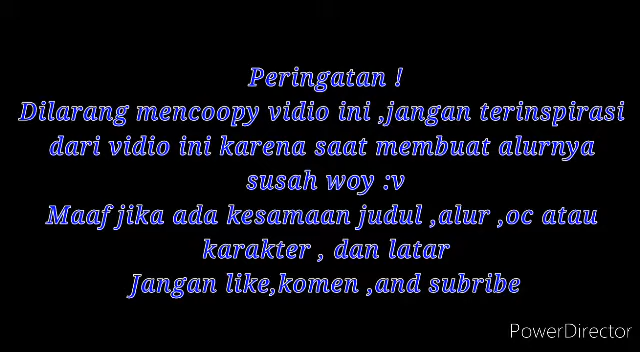 Peringatan !
Dilarang mencoopy vidio ini ,jangan terinspirasi
dari vidio ini karena saat membuat alurnya
susah woy :v
Maaf jika ada kesamaan judul ,alur ,oc atau
karakter , dan latar
Jangan like,komen ,and subribe
PowerDirector